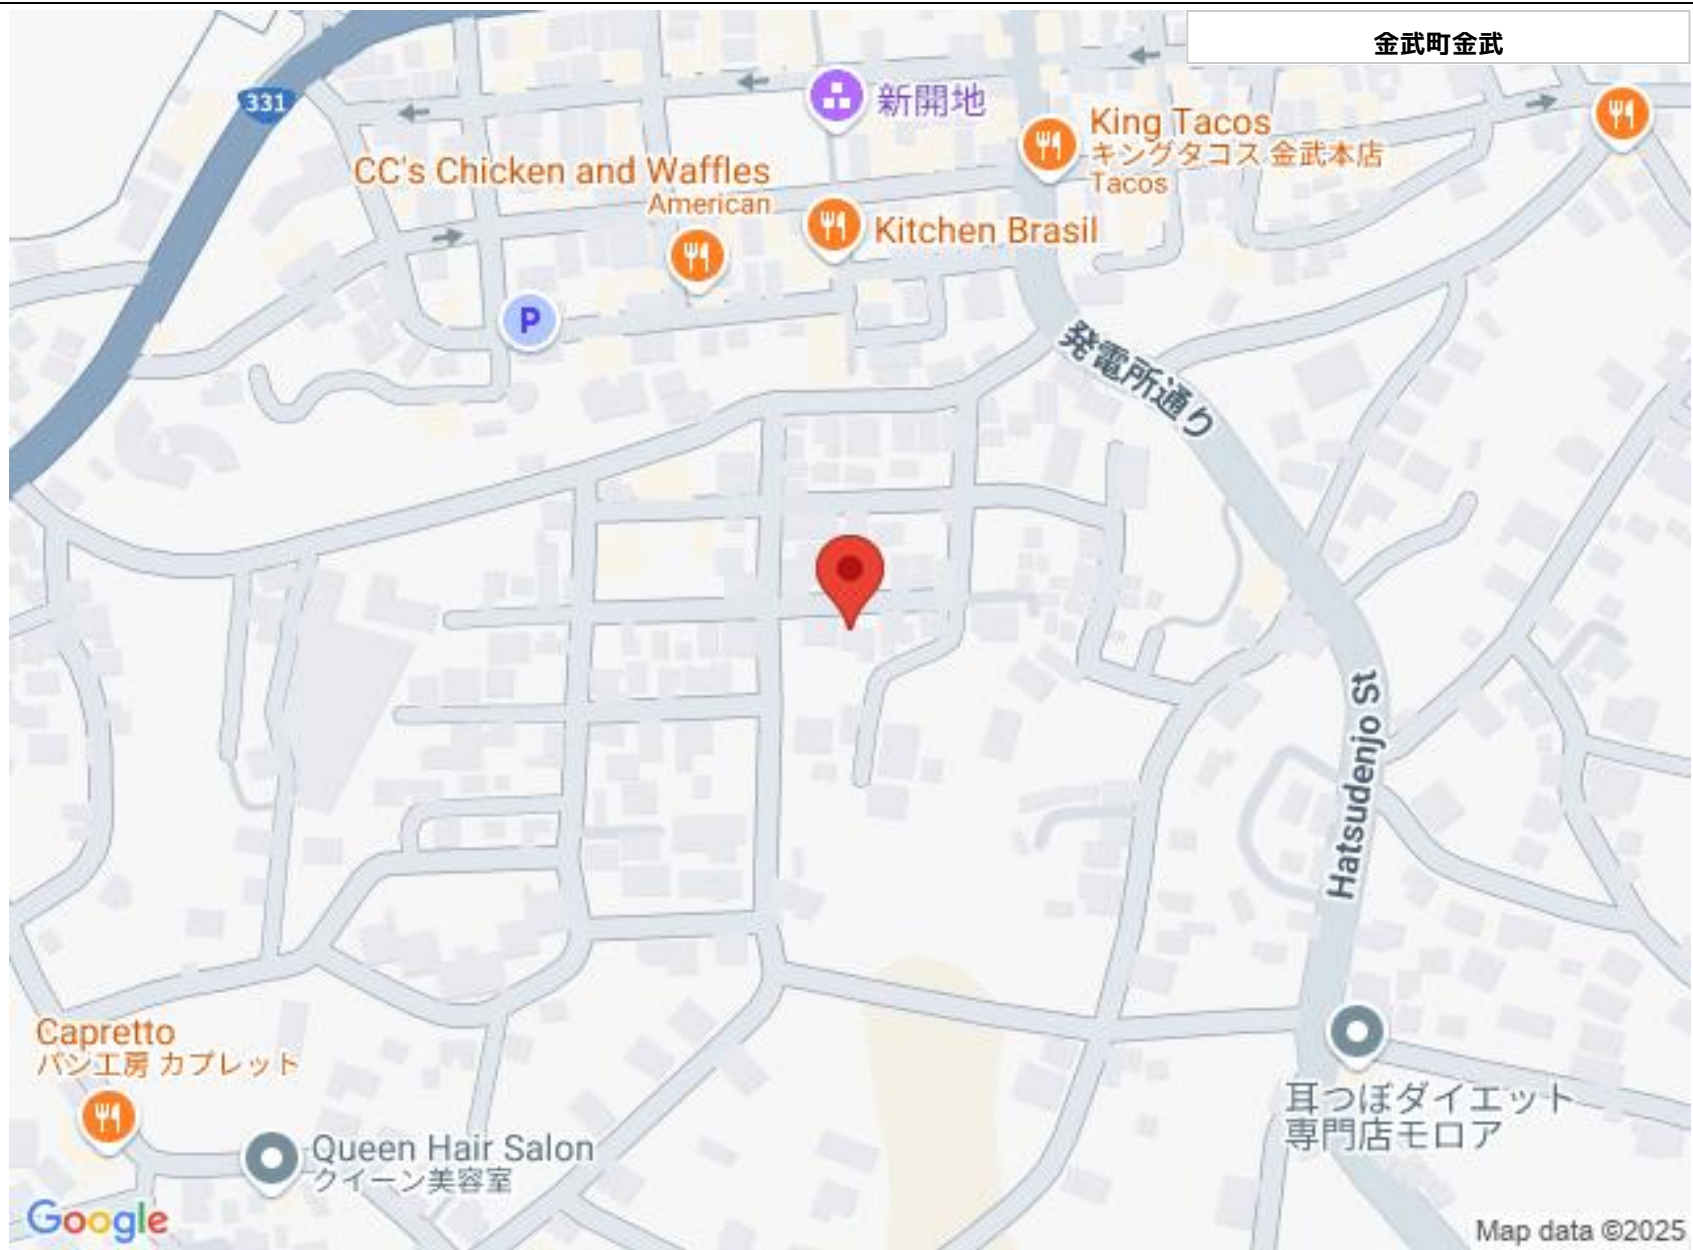 金武町金武
331
新開地
King Tacos
キングタコス 金武本店
Tacos
CC's Chicken and Waffles
American
Kitchen Brasil
P
発電所通り
Hatsudenjo St
Capretto
パン工房 カプレット
耳つぼダイエット
専門店モロア
Queen Hair Salon
クイーン美容室
Google
Map data ©2025